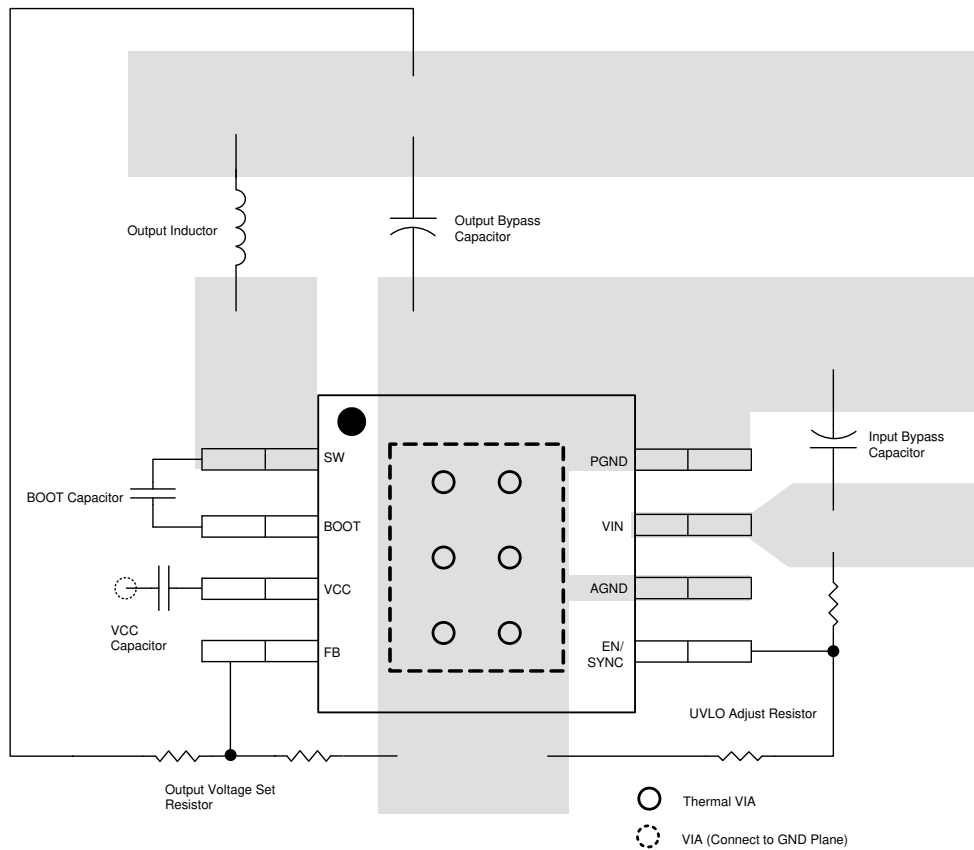 Output Inductor
Output Bypass
Capacitor
Input Bypass
Capacitor
SW
PGND
BOOT Capacitor
BOOT
VIN
VCC
AGND
VCC
Capacitor
FB
EN/
SYNC
UVLO Adjust Resistor
Output Voltage Set
Resistor
Thermal VIA
VIA (Connect to GND Plane)